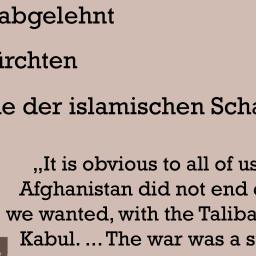 abgelehnt
irchten
e der islamischen Scha
„It is obvious to all of us
Afghanistan did not end
we wanted, with the Taliba
Kabul. ... The war was a s